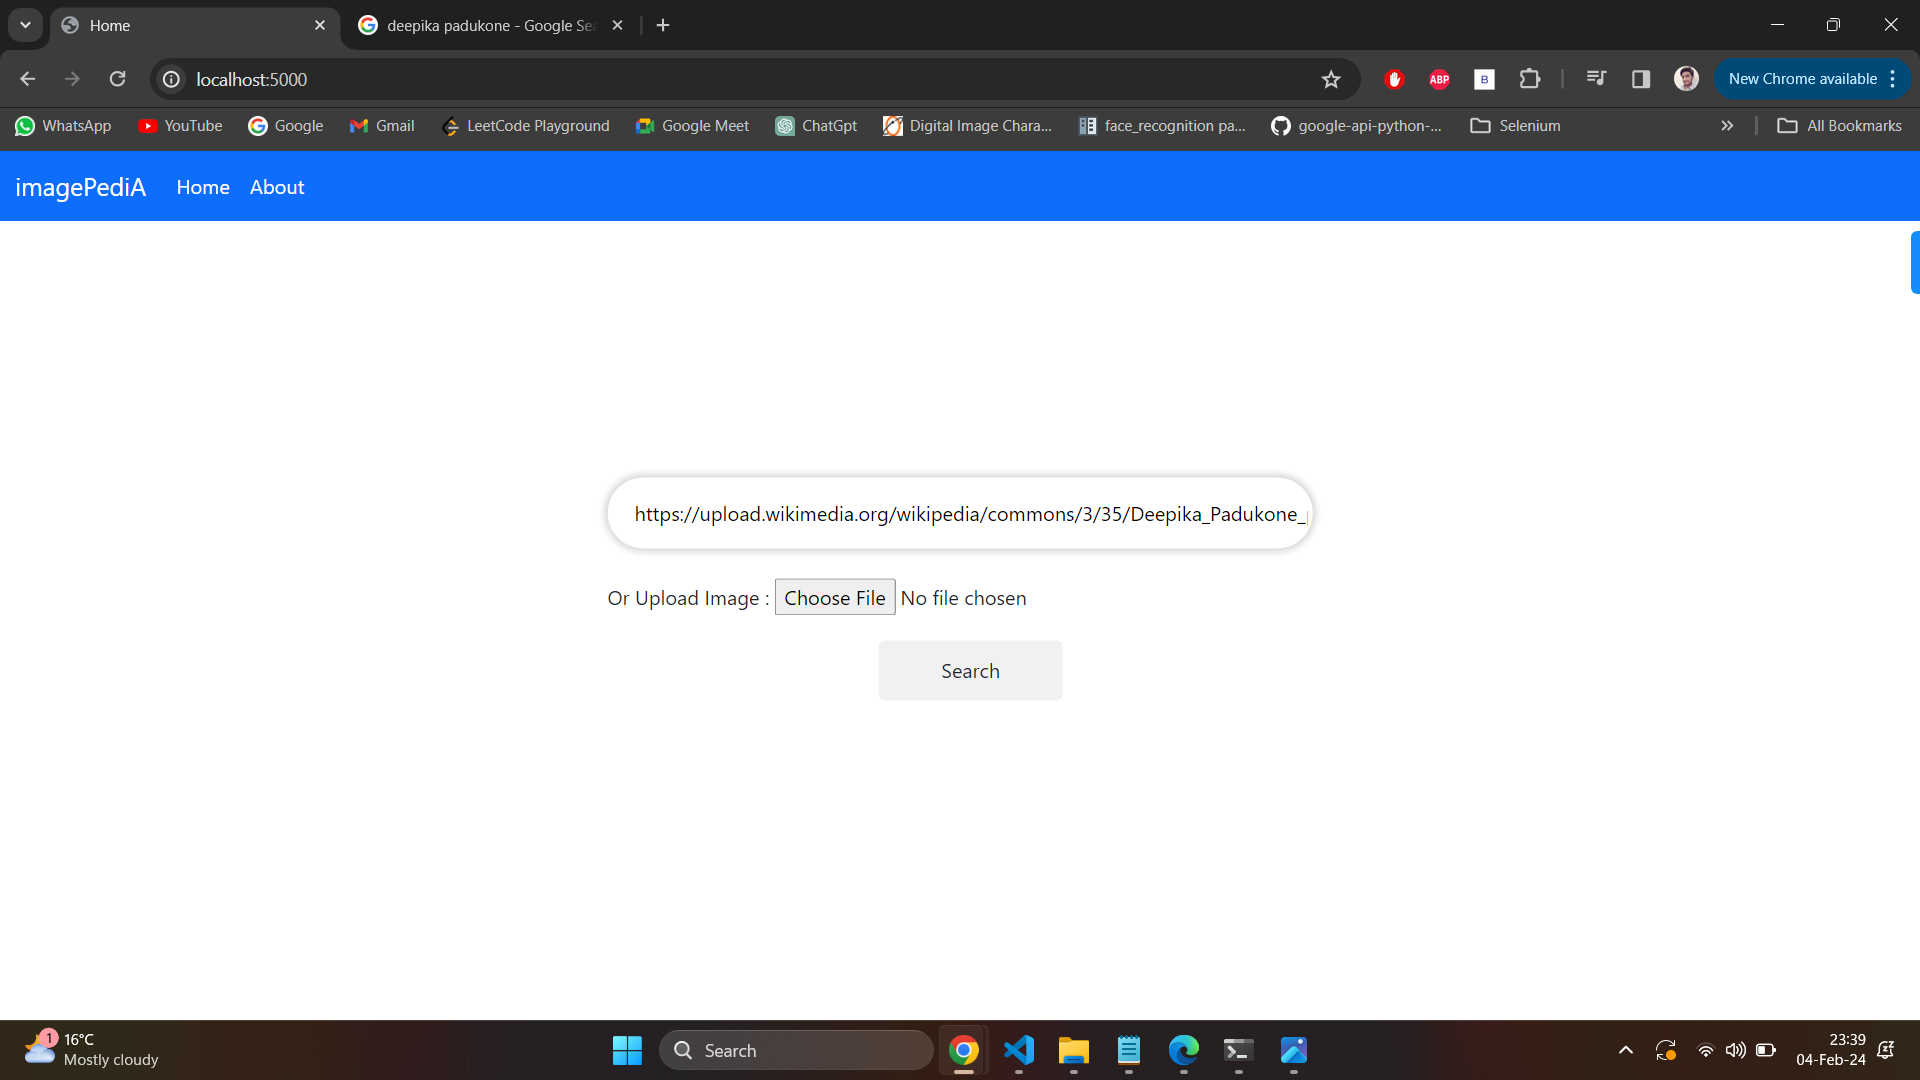 Home
deepika padukone - Google Sea
localhost:5000
ABP
B
New Chrome available
WhatsApp
YouTube
Google
Gmail
LeetCode Playground
Google Meet
ChatGpt
Digital Image Chara...
face_recognition pa...
google-api-python-...
Selenium
All Bookmarks
imagePediA
Home
About
https://upload.wikimedia.org/wikipedia/commons/3/35/Deepika_Padukone_
Or Upload Image : Choose File No file chosen
Search
1
16°C
Mostly cloudy
Search
23:39
04-Feb-24